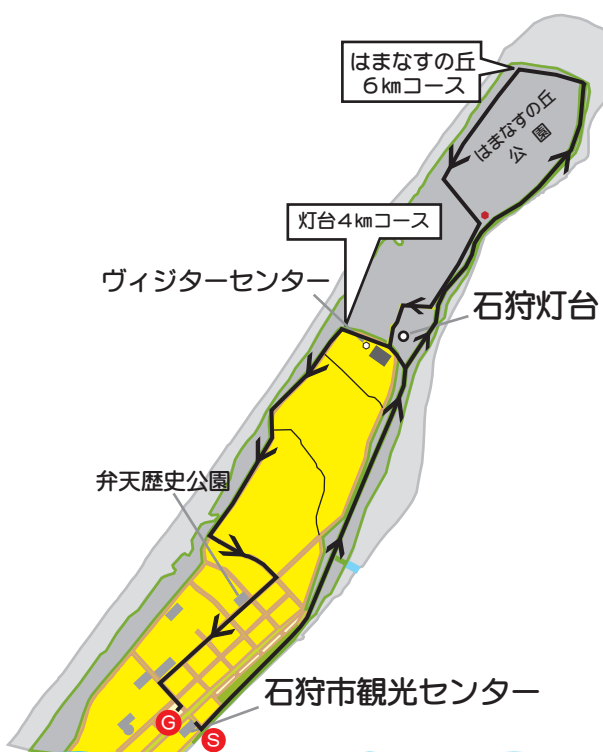 はまなすの丘
6㎞コース
はまなすの丘
公園
灯台4㎞コース
ヴィジターセンター
石狩灯台
弁天歴史公園
石狩市観光センター
G
S